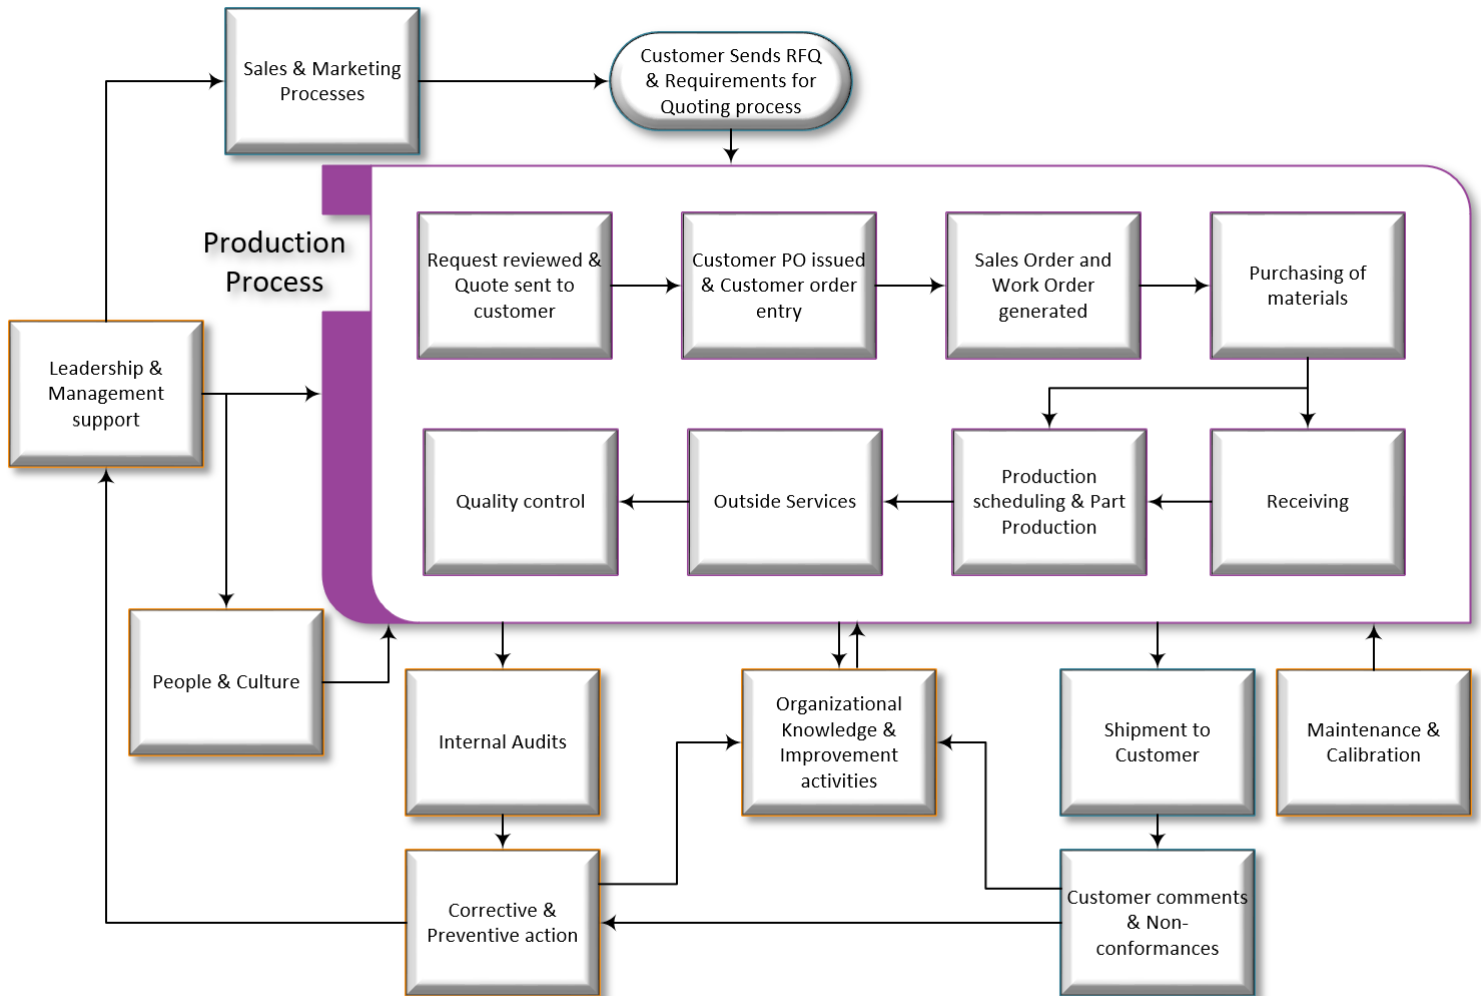 Sales & Marketing
Processes
Customer Sends RFQ
& Requirements for
Quoting process
Production
Process
Request reviewed &
Quote sent to
customer
Customer PO issued
& Customer order
entry
Sales Order and
Work Order
generated
Purchasing of
materials
Leadership &
Management
support
Quality control
Outside Services
Production
scheduling & Part
Production
Receiving
People & Culture
Internal Audits
Organizational
Knowledge &
Improvement
activities
Shipment to
Customer
Maintenance &
Calibration
Corrective &
Preventive action
Customer comments
& Non-
conformances